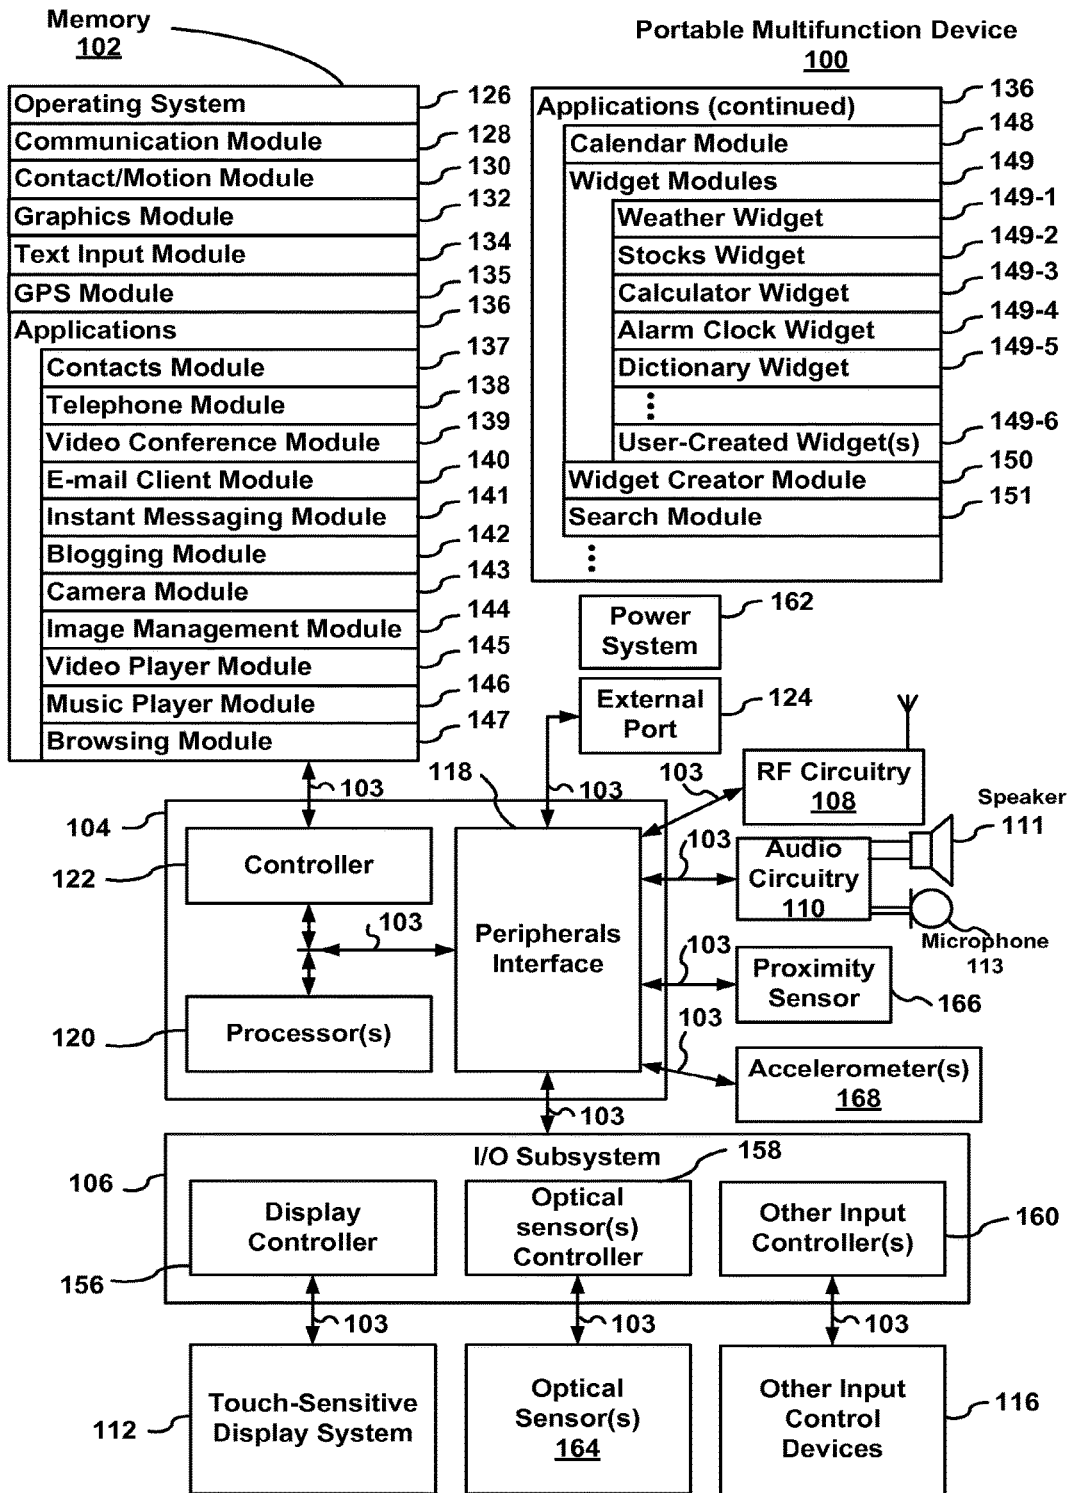 Memory
102
Operating System
126
Communication Module
128
Contact/Motion Module
130
Graphics Module
132
Text Input Module
134
GPS Module
135
Applications
136
Contacts Module
137
Telephone Module
138
Video Conference Module
139
E-mail Client Module
140
Instant Messaging Module
141
Blogging Module
142
Camera Module
143
Image Management Module
144
Video Player Module
145
Music Player Module
146
Browsing Module
147
Portable Multifunction Device
100
Applications (continued)
136
Calendar Module
148
Widget Modules
149
Weather Widget
149-1
Stocks Widget
149-2
Calculator Widget
149-3
Alarm Clock Widget
149-4
Dictionary Widget
149-5
⋮
User-Created Widget(s)
149-6
Widget Creator Module
150
Search Module
151
⋮
Power
System
162
External
Port
124
103
103
118
104
Controller
122
103
Processor(s)
120
Peripherals
Interface
103
RF Circuitry
108
Speaker
111
103
Audio
Circuitry
110
Microphone
113
103
Proximity
Sensor
166
103
Accelerometer(s)
168
103
I/O Subsystem
106
Display
Controller
156
158
Optical
sensor(s)
Controller
Other Input
Controller(s)
160
103
103
103
Touch-Sensitive
Display System
112
Optical
Sensor(s)
164
Other Input
Control
Devices
116